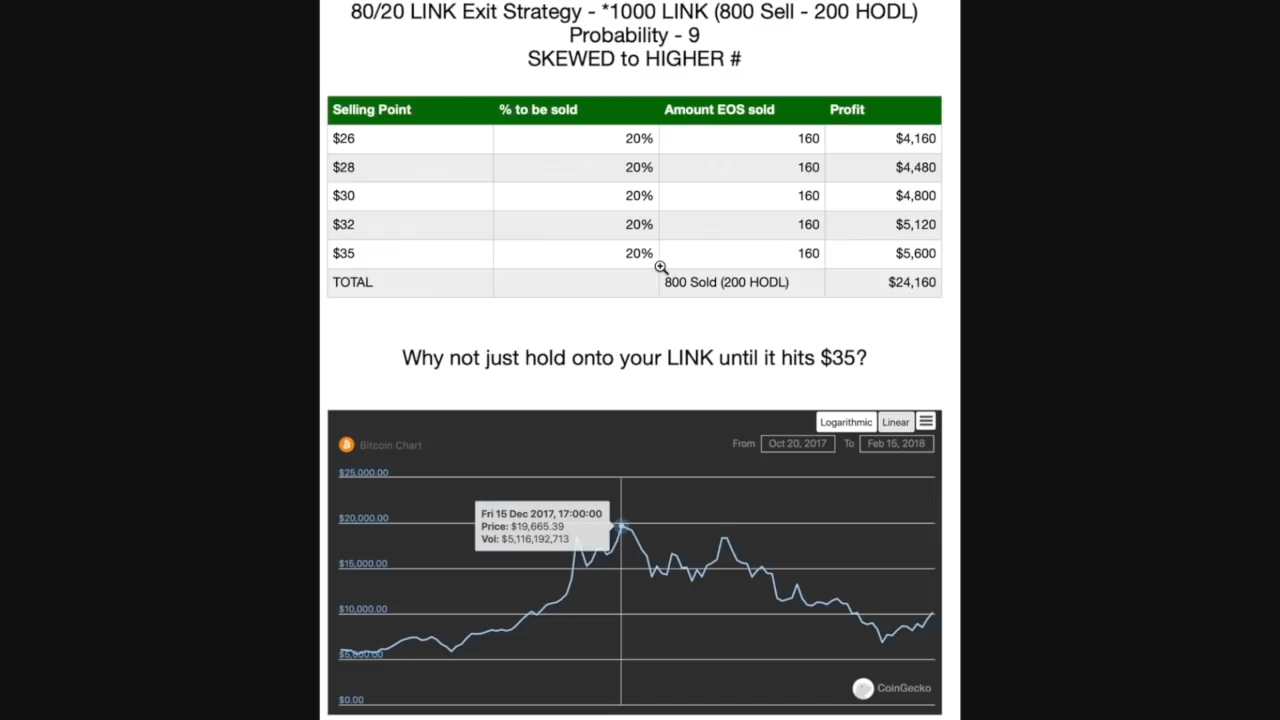 80/20 LINK Exit Strategy - *1000 LINK (800 Sell - 200 HODL)
Probability - 9
SKEWED to HIGHER #
Selling Point % to be sold Amount EOS sold Profit
$26 20% 160 $4,160
$28 20% 160 $4,480
$30 20% 160 $4,800
$32 20% 160 $5,120
$35 20% 160 $5,600
TOTAL 800 Sold (200 HODL) $24,160
Why not just hold onto your LINK until it hits $35?
Logarithmic Linear
Bitcoin Chart From Oct 20, 2017 To Feb 15, 2018
$25,000.00
$20,000.00
Fri 15 Dec 2017, 17:00:00
Price: $19,665.39
Vol: $5,116,192,713
$15,000.00
$10,000.00
$5,000.00
$0.00
CoinGecko